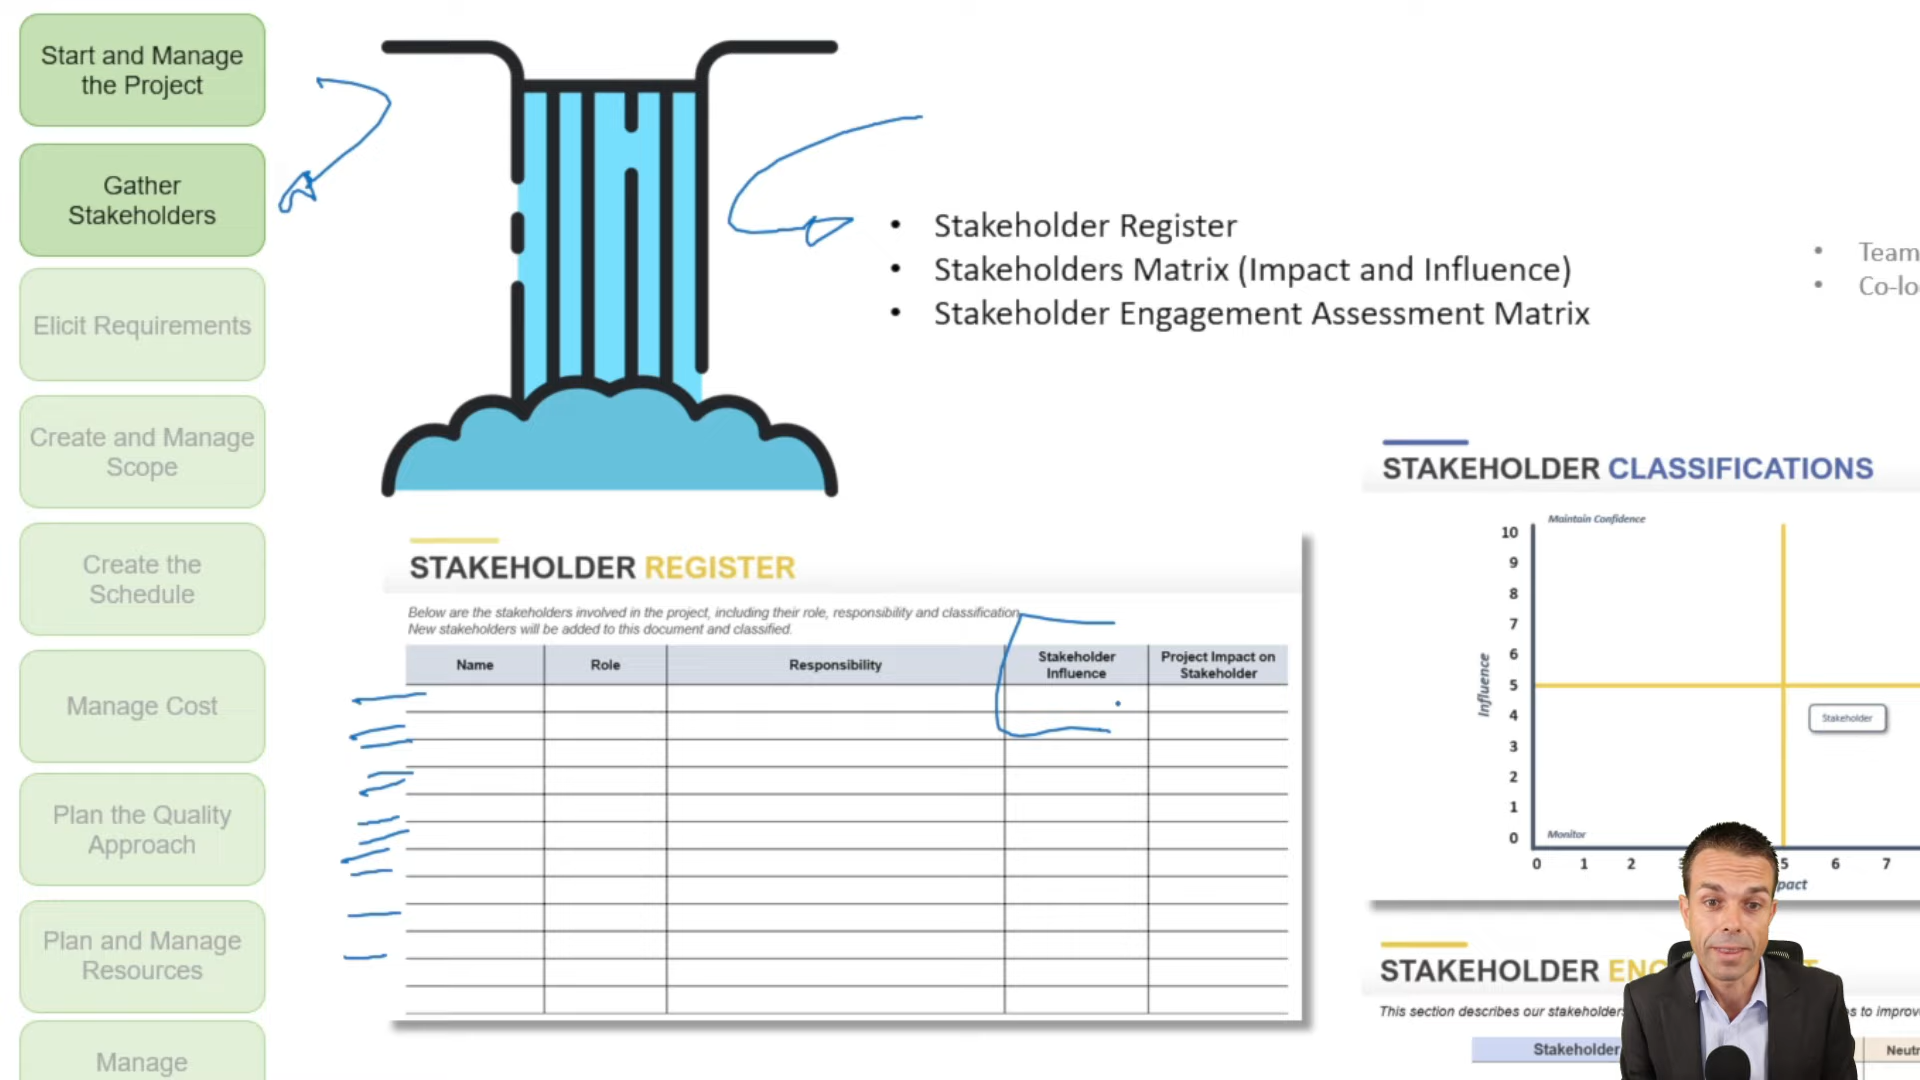 Start and Manage
the Project
Gather
Stakeholders
Elicit Requirements
Create and Manage
Scope
Create the
Schedule
Manage Cost
Plan the Quality
Approach
Plan and Manage
Resources
Manage
• Stakeholder Register
• Stakeholders Matrix (Impact and Influence)
• Stakeholder Engagement Assessment Matrix
• Team
• Co-lo
STAKEHOLDER REGISTER
Below are the stakeholders involved in the project, including their role, responsibility and classification.
New stakeholders will be added to this document and classified.
Name Role Responsibility Stakeholder Influence Project Impact on Stakeholder
STAKEHOLDER CLASSIFICATIONS
Maintain Confidence
10
9
8
7
6
5
4
3
2
1
0
Influence
Stakeholder
Monitor
0 1 2 3 5 6 7
pact
STAKEHOLDER ENG
This section describes our stakeholders
s to improv
Stakeholder
Neutr